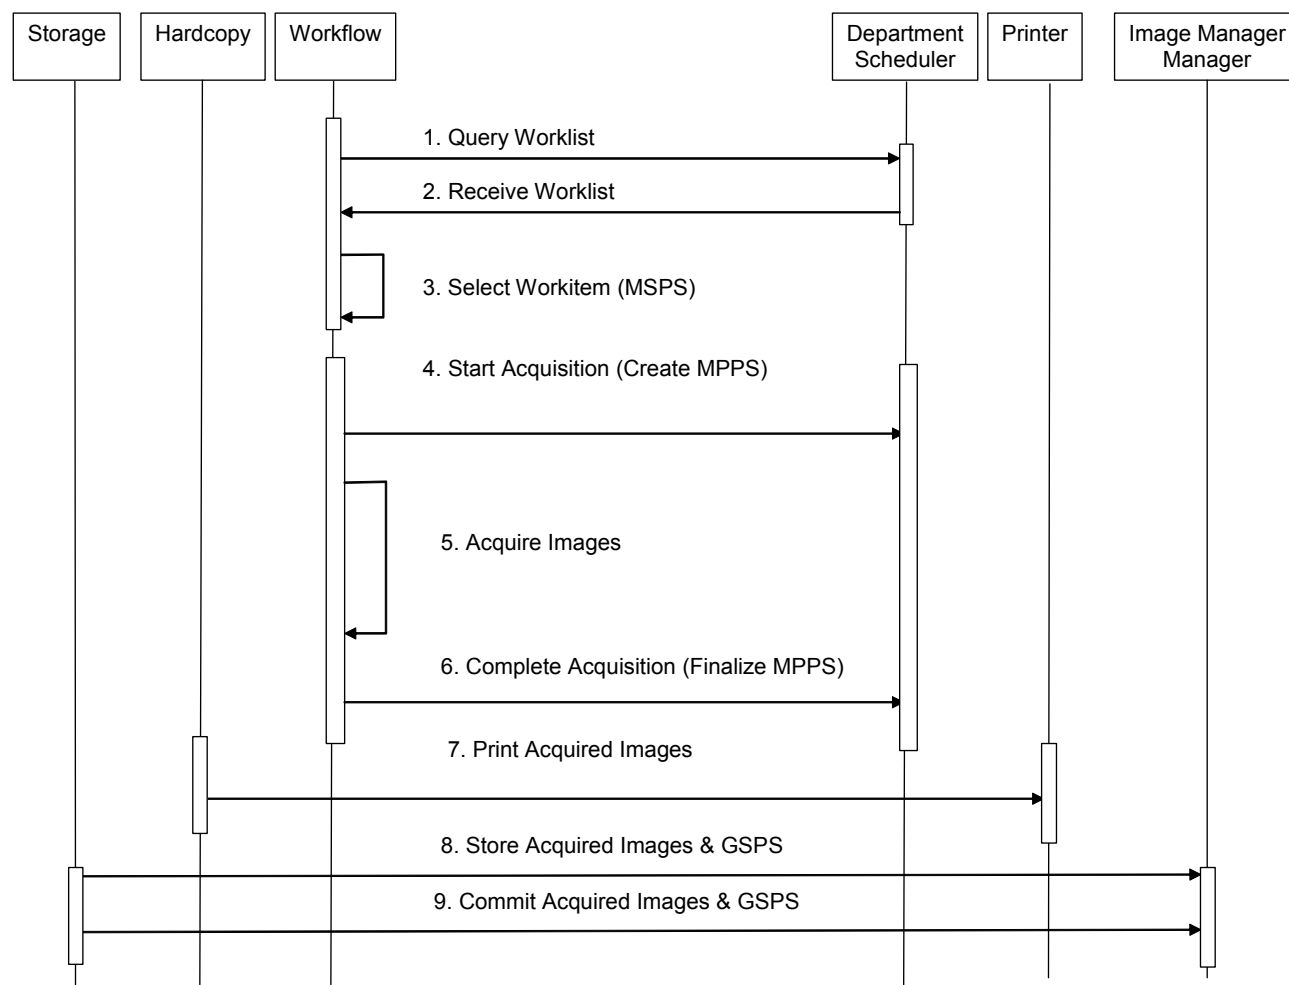 Storage
Hardcopy
Workflow
Department
Scheduler
Printer
Image Manager
Manager
1. Query Worklist
2. Receive Worklist
3. Select Workitem (MSPS)
4. Start Acquisition (Create MPPS)
5. Acquire Images
6. Complete Acquisition (Finalize MPPS)
7. Print Acquired Images
8. Store Acquired Images & GSPS
9. Commit Acquired Images & GSPS